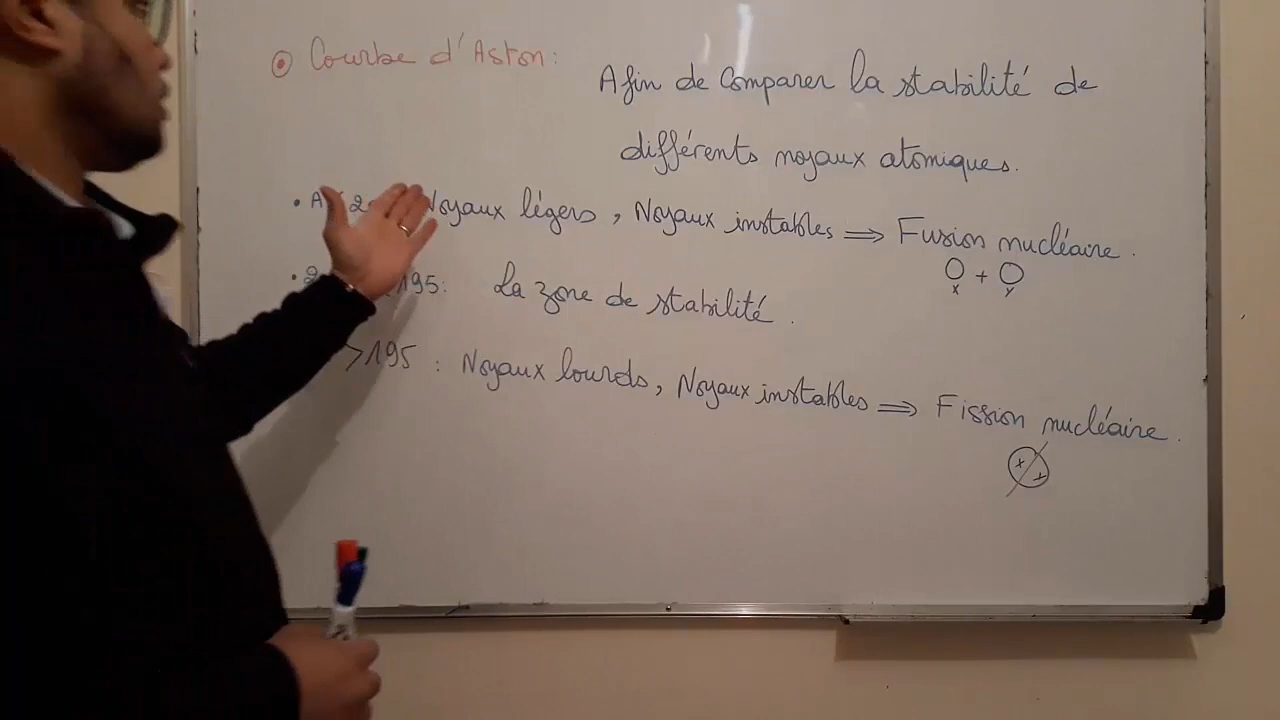 Courbe d'Aston :
Afin de Comparer la stabilité de
différents noyaux atomiques.
• A Noyaux légers, Noyaux instables ⟹ Fusion nucléaire.
+
x y
• 195: La zone de stabilité.
>195 : Noyaux lourds, Noyaux instables ⟹ Fission nucléaire.
+ +